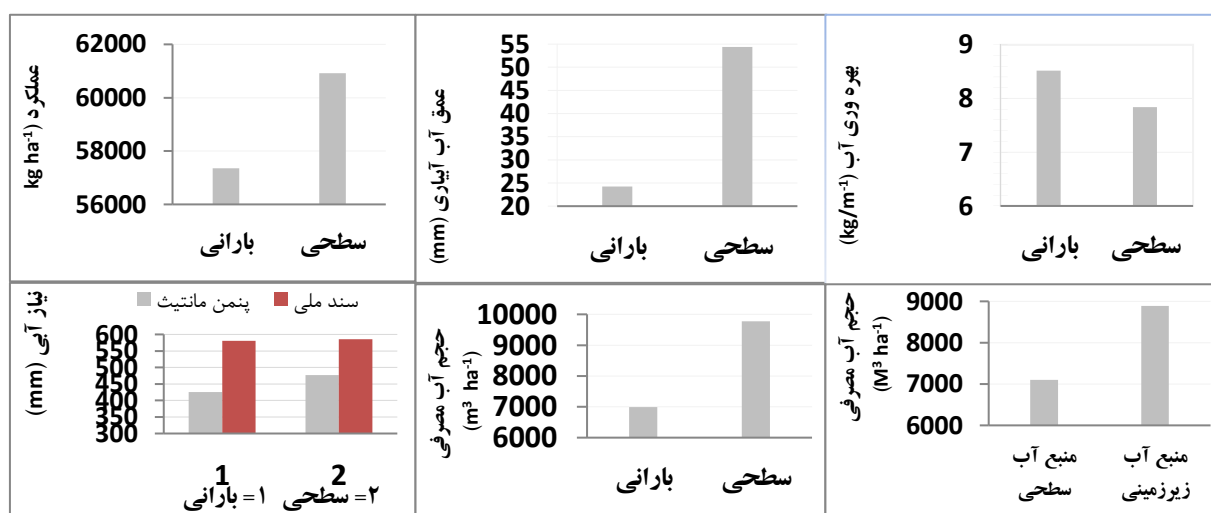 عملکرد (kg ha-1
62000
60000
58000
56000
بارانی سطحی
عمق آب آبیاری (mm)
55
50
45
40
35
30
25
20
بارانی سطحی
بهره وری آب (kg/m-1)
9
8
7
6
بارانی سطحی
نیاز آبی (mm)
پنمن مانتیث سند ملی
600
550
500
450
400
350
300
1 2
۱= بارانی ۲= سطحی
حجم آب مصرفی
(m³ ha-1)
10000
9000
8000
7000
6000
بارانی سطحی
حجم آب مصرفی
(M³ ha-1)
9000
8000
7000
6000
منبع آب
سطحی
منبع آب
زیرزمینی